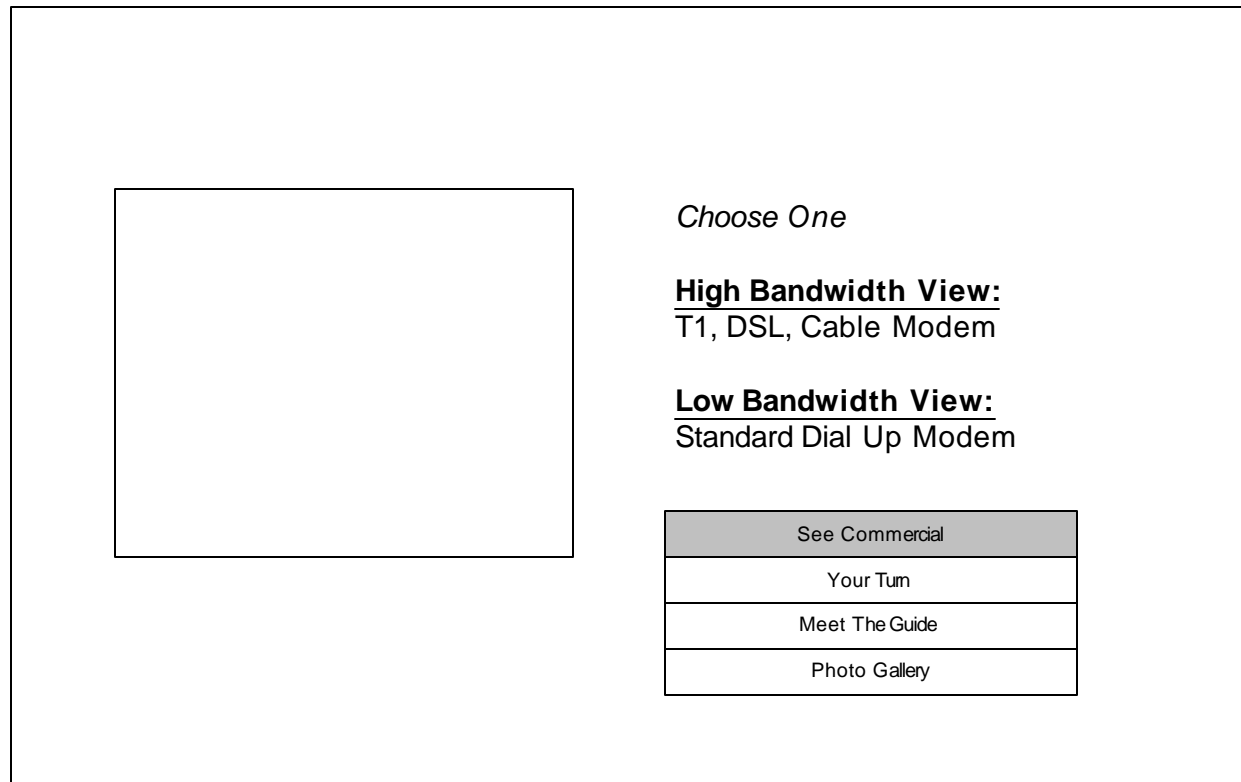 Choose One
High Bandwidth View:
T1, DSL, Cable Modem
Low Bandwidth View:
Standard Dial Up Modem
See Commercial
Your Turn
Meet The Guide
Photo Gallery